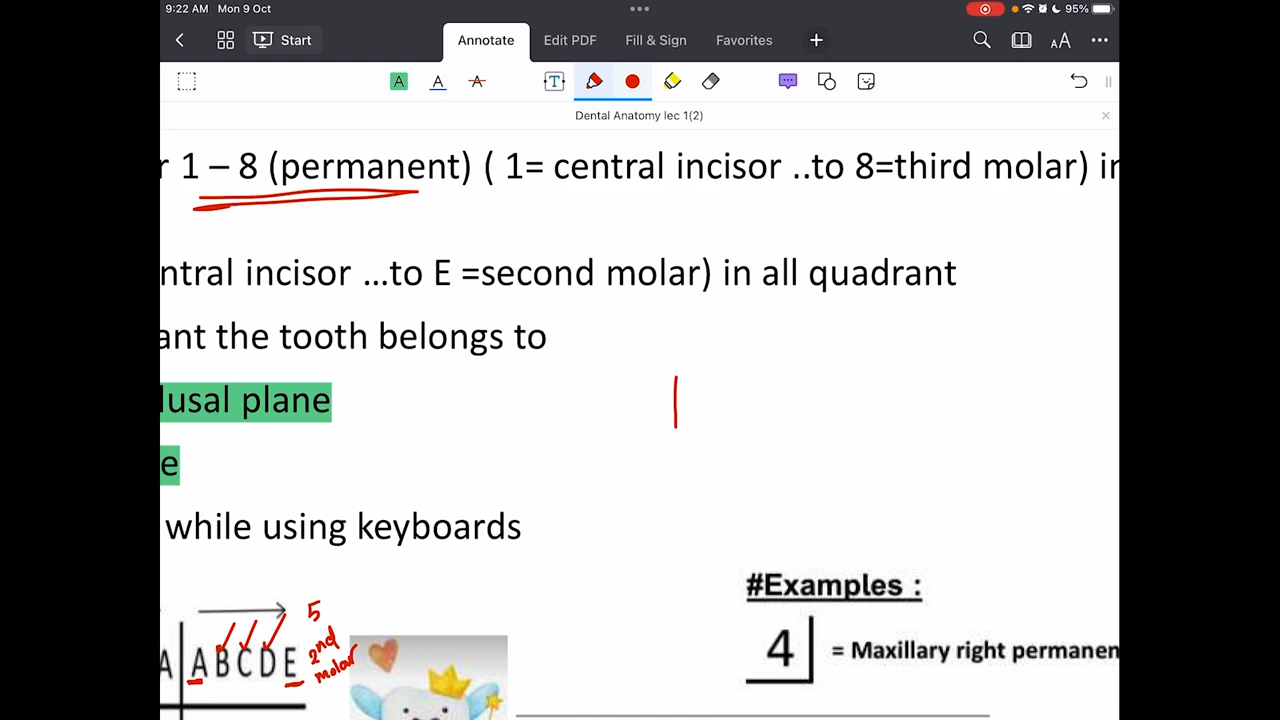 9:22 AM Mon 9 Oct 95%
Start Annotate Edit PDF Fill & Sign Favorites
Dental Anatomy lec 1(2)
r 1 – 8 (permanent) ( 1= central incisor ..to 8=third molar) in
ntral incisor ...to E =second molar) in all quadrant
ant the tooth belongs to
lusal plane
e
while using keyboards
#Examples :
5
2nd
molar
A A B C D E
4 = Maxillary right permanen